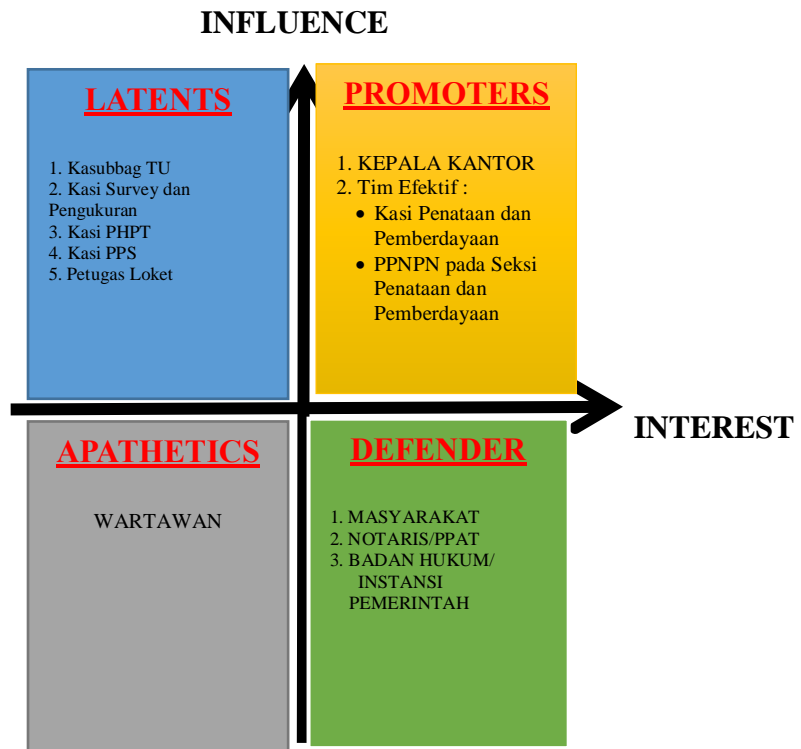 INFLUENCE
LATENTS
1. Kasubbag TU
2. Kasi Survey dan
Pengukuran
3. Kasi PHPT
4. Kasi PPS
5. Petugas Loket
PROMOTERS
1. KEPALA KANTOR
2. Tim Efektif :
• Kasi Penataan dan
Pemberdayaan
• PPNPN pada Seksi
Penataan dan
Pemberdayaan
INTEREST
APATHETICS
WARTAWAN
DEFENDER
1. MASYARAKAT
2. NOTARIS/PPAT
3. BADAN HUKUM/
INSTANSI
PEMERINTAH